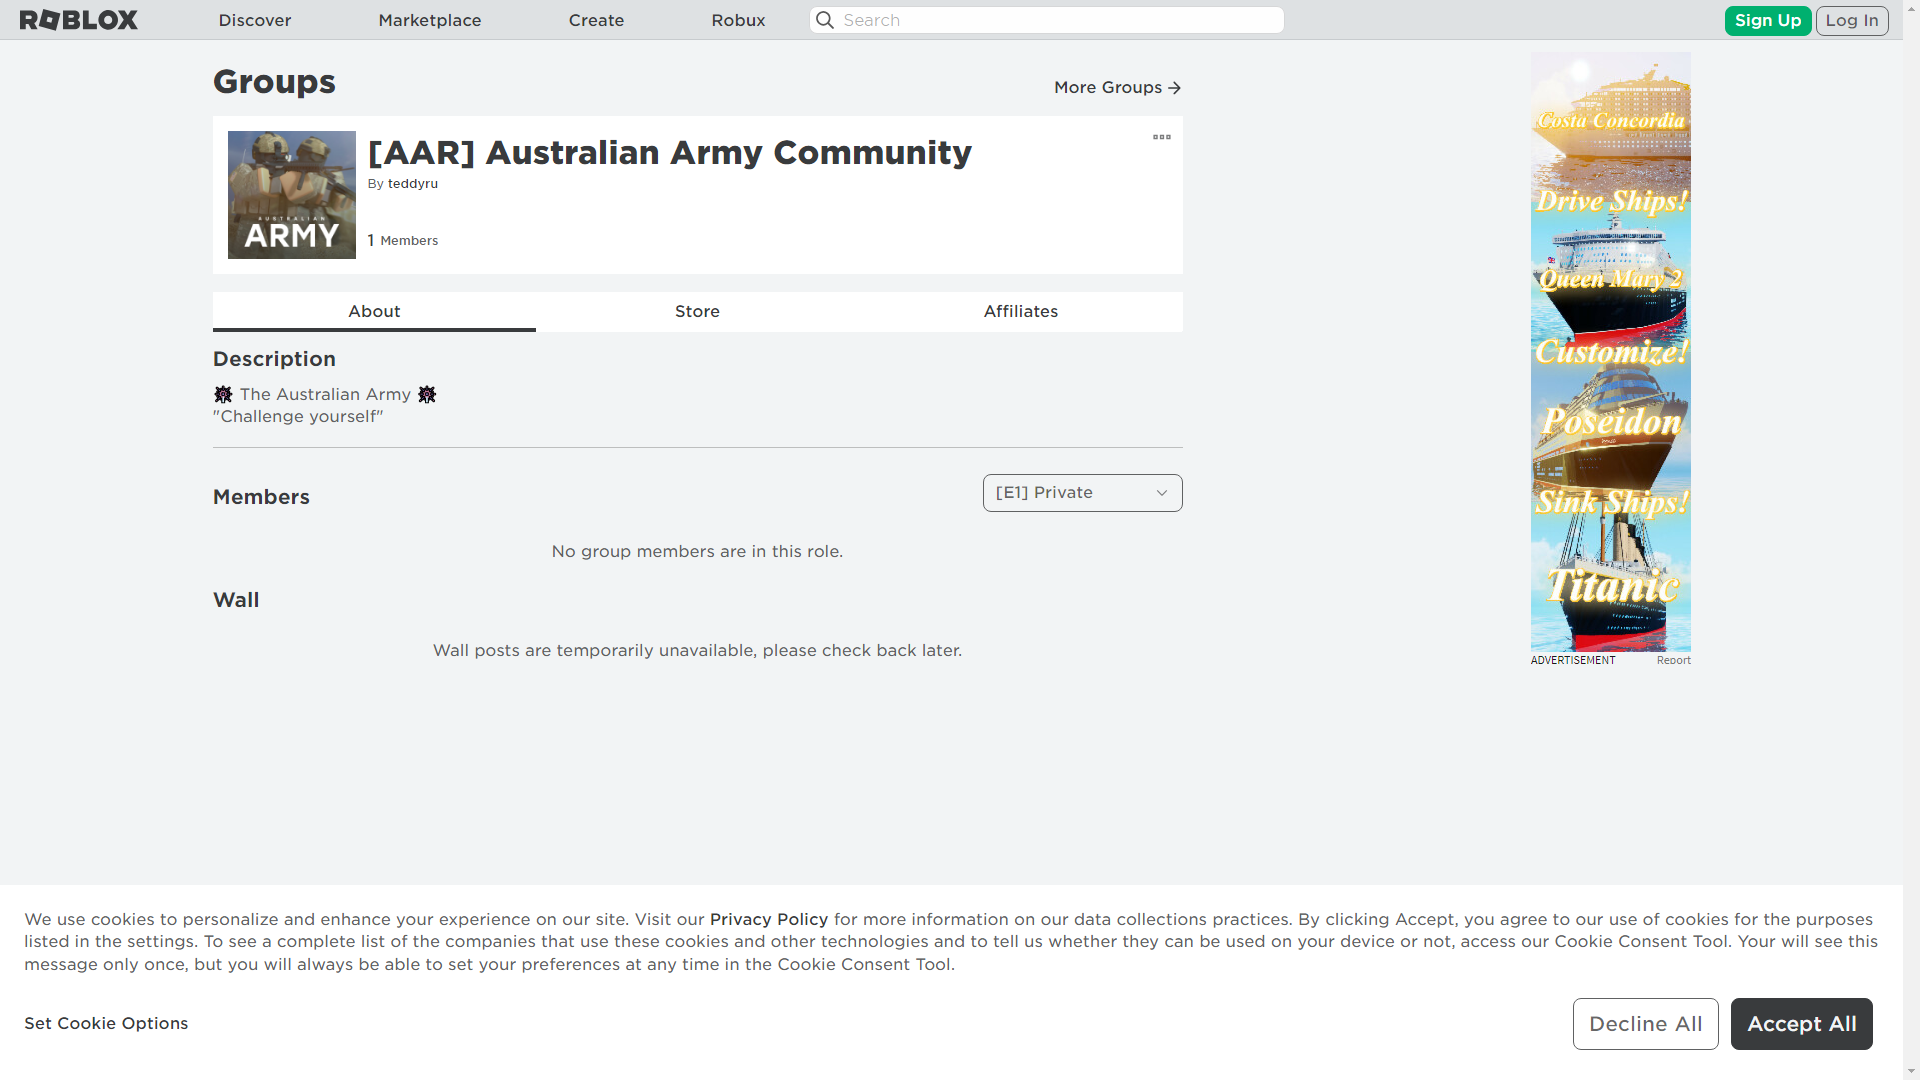 ROBLOX
Discover
Marketplace
Create
Robux
Search
Sign Up
Log In
Groups
More Groups
[AAR] Australian Army Community
By teddyru
1 Members
AUSTRALIAN
ARMY
About
Store
Affiliates
Description
The Australian Army
"Challenge yourself"
Members
[E1] Private
No group members are in this role.
Wall
Wall posts are temporarily unavailable, please check back later.
Costa Concordia
Drive Ships!
Queen Mary 2
Customize!
Poseidon
Sink Ships!
Titanic
ADVERTISEMENT
Report
We use cookies to personalize and enhance your experience on our site. Visit our Privacy Policy for more information on our data collections practices. By clicking Accept, you agree to our use of cookies for the purposes
listed in the settings. To see a complete list of the companies that use these cookies and other technologies and to tell us whether they can be used on your device or not, access our Cookie Consent Tool. Your will see this
message only once, but you will always be able to set your preferences at any time in the Cookie Consent Tool.
Set Cookie Options
Decline All
Accept All